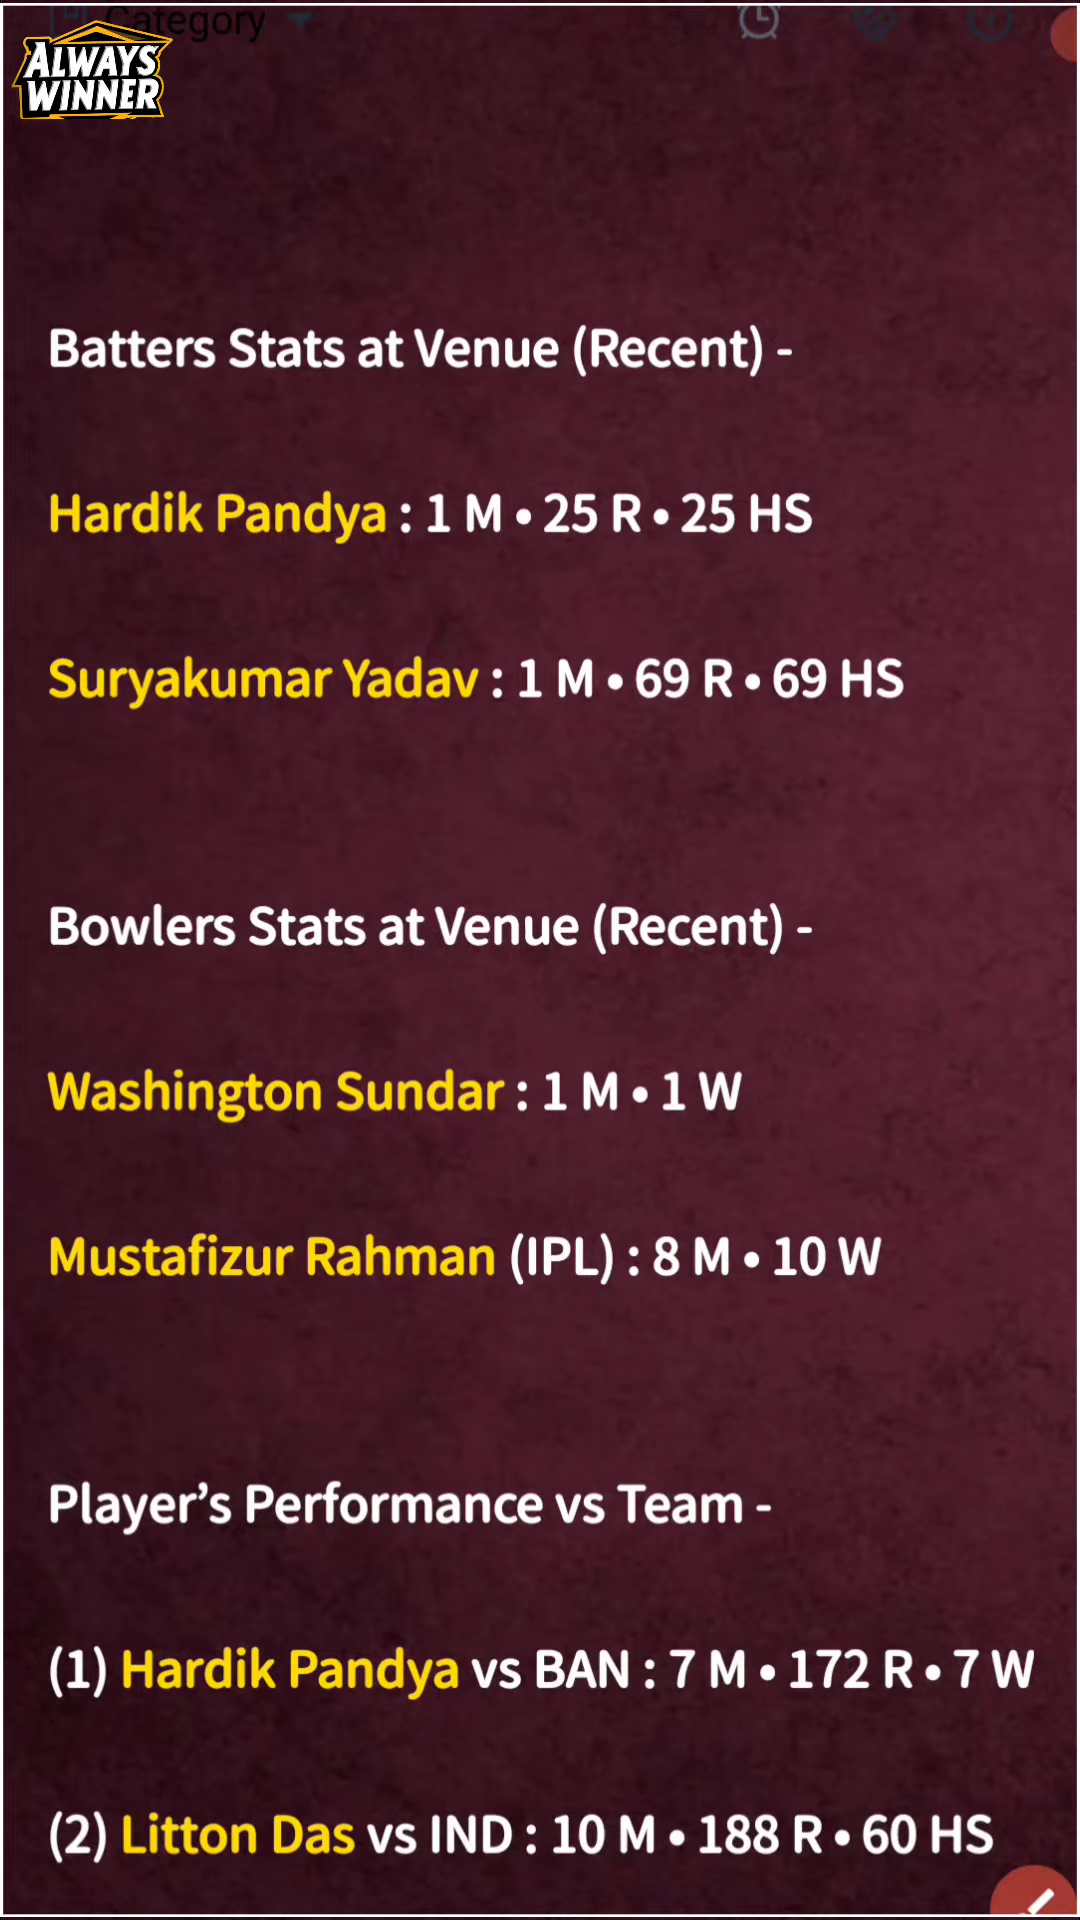 Category
ALWAYS
WINNER
Batters Stats at Venue (Recent) -
Hardik Pandya : 1 M • 25 R • 25 HS
Suryakumar Yadav : 1 M • 69 R • 69 HS
Bowlers Stats at Venue (Recent) -
Washington Sundar : 1 M • 1 W
Mustafizur Rahman (IPL) : 8 M • 10 W
Player’s Performance vs Team -
(1) Hardik Pandya vs BAN : 7 M • 172 R • 7 W
(2) Litton Das vs IND : 10 M • 188 R • 60 HS